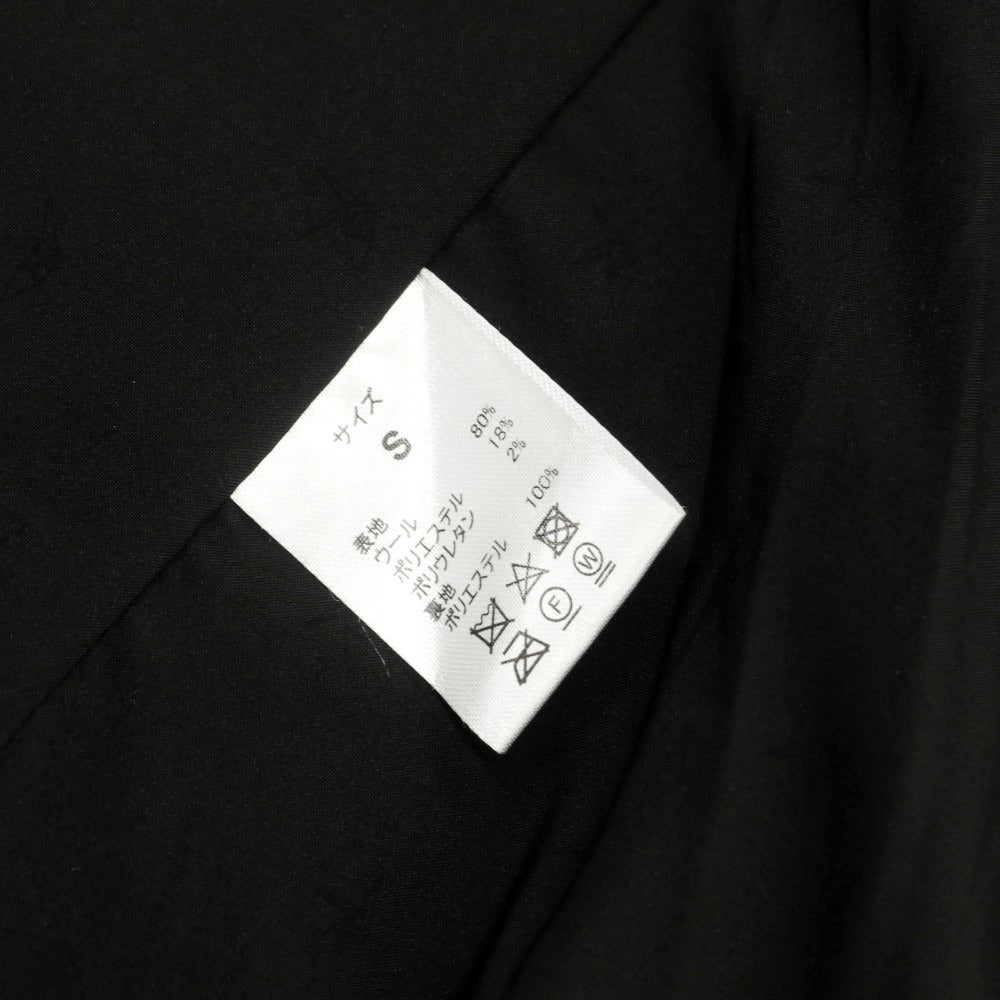 サイズ
S
表地
ウール 80%
ポリエステル 18%
ポリウレタン 2%
裏地
ポリエステル 100%
F W